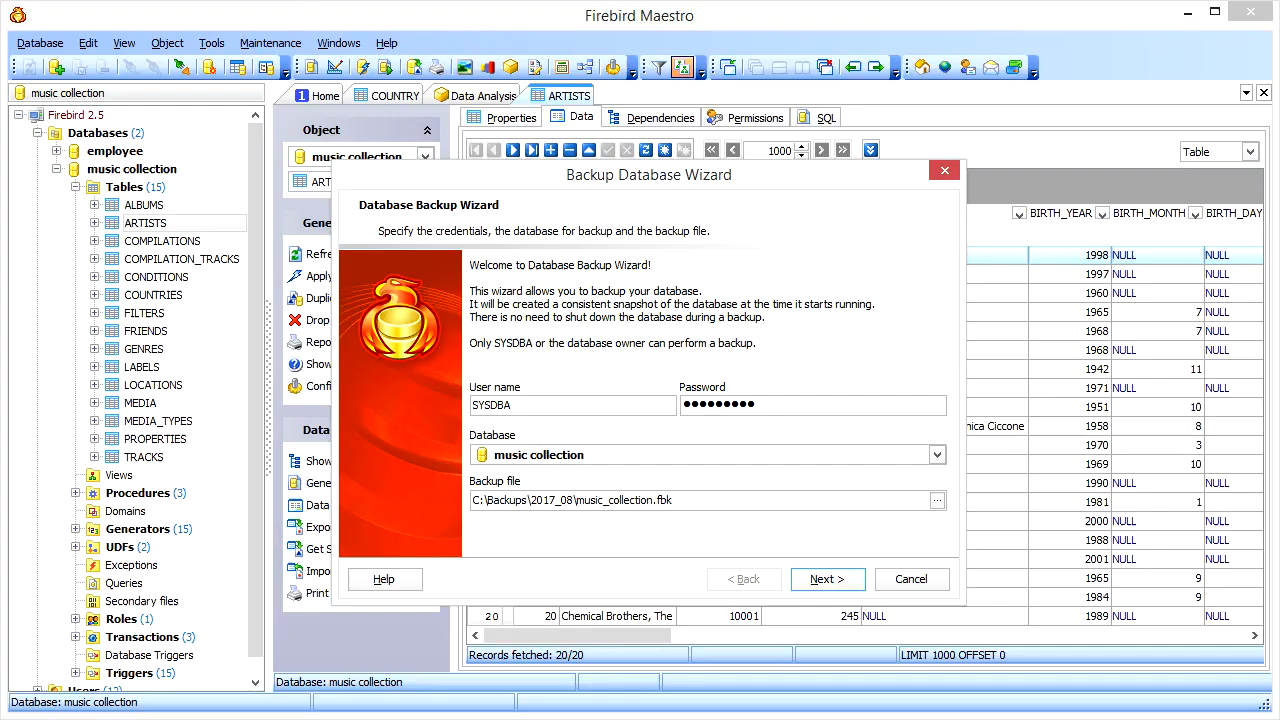 Firebird Maestro
Database Edit View Object Tools Maintenance Windows Help
music collection
Firebird 2.5
Databases (2)
employee
music collection
Tables (15)
ALBUMS
ARTISTS
COMPILATIONS
COMPILATION_TRACKS
CONDITIONS
COUNTRIES
FILTERS
FRIENDS
GENRES
LABELS
LOCATIONS
MEDIA
MEDIA_TYPES
PROPERTIES
TRACKS
Views
Procedures (3)
Domains
Generators (15)
UDFs (2)
Exceptions
Queries
Secondary files
Roles (1)
Transactions (3)
Database Triggers
Triggers (15)
Users (12)
1 Home COUNTRY Data Analysis ARTISTS
Object
music collection
ART
Gene
Refre
Apply
Dupli
Drop
Repo
Show
Confi
Data
Show
Gene
Data
Expo
Get S
Impo
Print
Properties Data Dependencies Permissions SQL
1000
Table
BIRTH_YEAR BIRTH_MONTH BIRTH_DAY
1998 NULL
1997 NULL NULL
1960 NULL NULL
1965 7 NULL
1968 7 NULL
1968 NULL NULL
1942 11
1971 NULL NULL
1951 10
nica Ciccone 1958 8
1970 3
1969 10
1990 NULL NULL
1981 1
2000 NULL NULL
1988 NULL NULL
2001 NULL NULL
1965 9
1984 9
20 20 Chemical Brothers, The 10001 245 NULL 1989 NULL NULL
Records fetched: 20/20 LIMIT 1000 OFFSET 0
Database: music collection
Database: music collection
Backup Database Wizard
Database Backup Wizard
Specify the credentials, the database for backup and the backup file.
Welcome to Database Backup Wizard!
This wizard allows you to backup your database.
It will be created a consistent snapshot of the database at the time it starts running.
There is no need to shut down the database during a backup.
Only SYSDBA or the database owner can perform a backup.
User name Password
SYSDBA ●●●●●●●●●
Database
music collection
Backup file
C:\Backups\2017_08\music_collection.fbk ...
Help < Back Next > Cancel